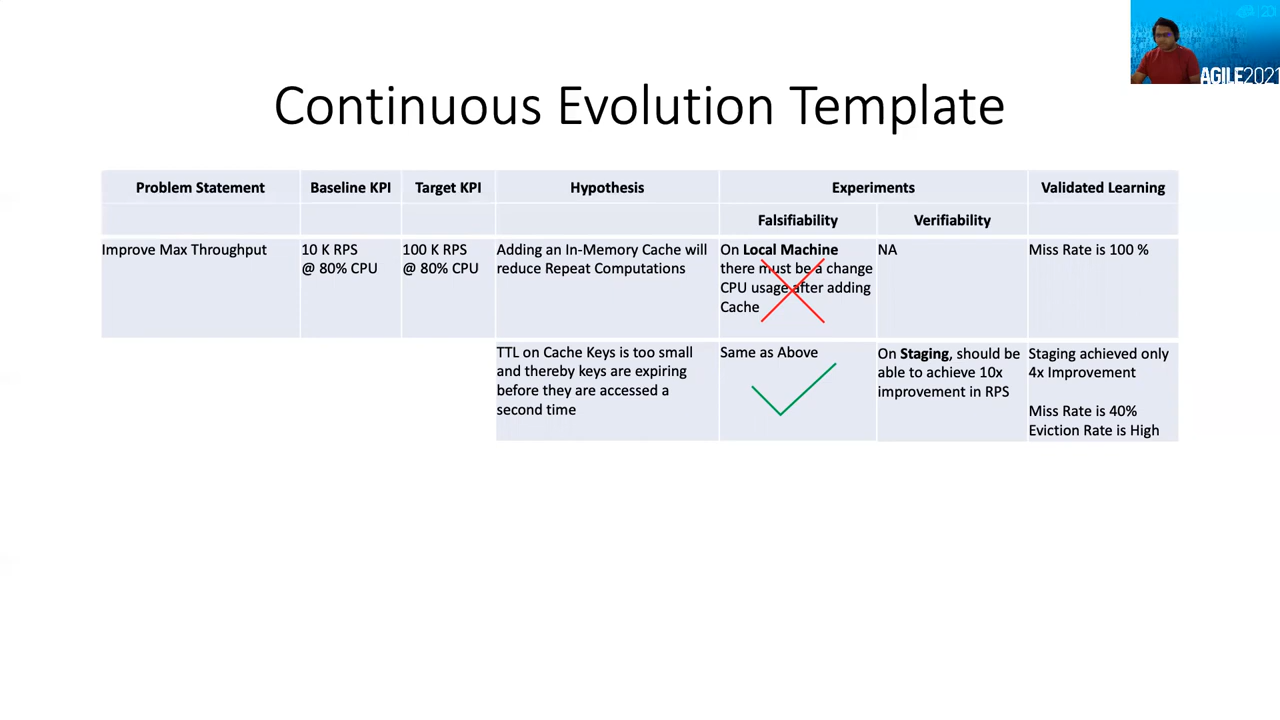 AGILE2021
Continuous Evolution Template
Problem Statement
Baseline KPI
Target KPI
Hypothesis
Experiments
Validated Learning
Falsifiability
Verifiability
Improve Max Throughput
10 K RPS
@ 80% CPU
100 K RPS
@ 80% CPU
Adding an In-Memory Cache will
reduce Repeat Computations
On Local Machine
there must be a change
CPU usage after adding
Cache
NA
Miss Rate is 100 %
TTL on Cache Keys is too small
and thereby keys are expiring
before they are accessed a
second time
Same as Above
On Staging, should be
able to achieve 10x
improvement in RPS
Staging achieved only
4x Improvement
Miss Rate is 40%
Eviction Rate is High